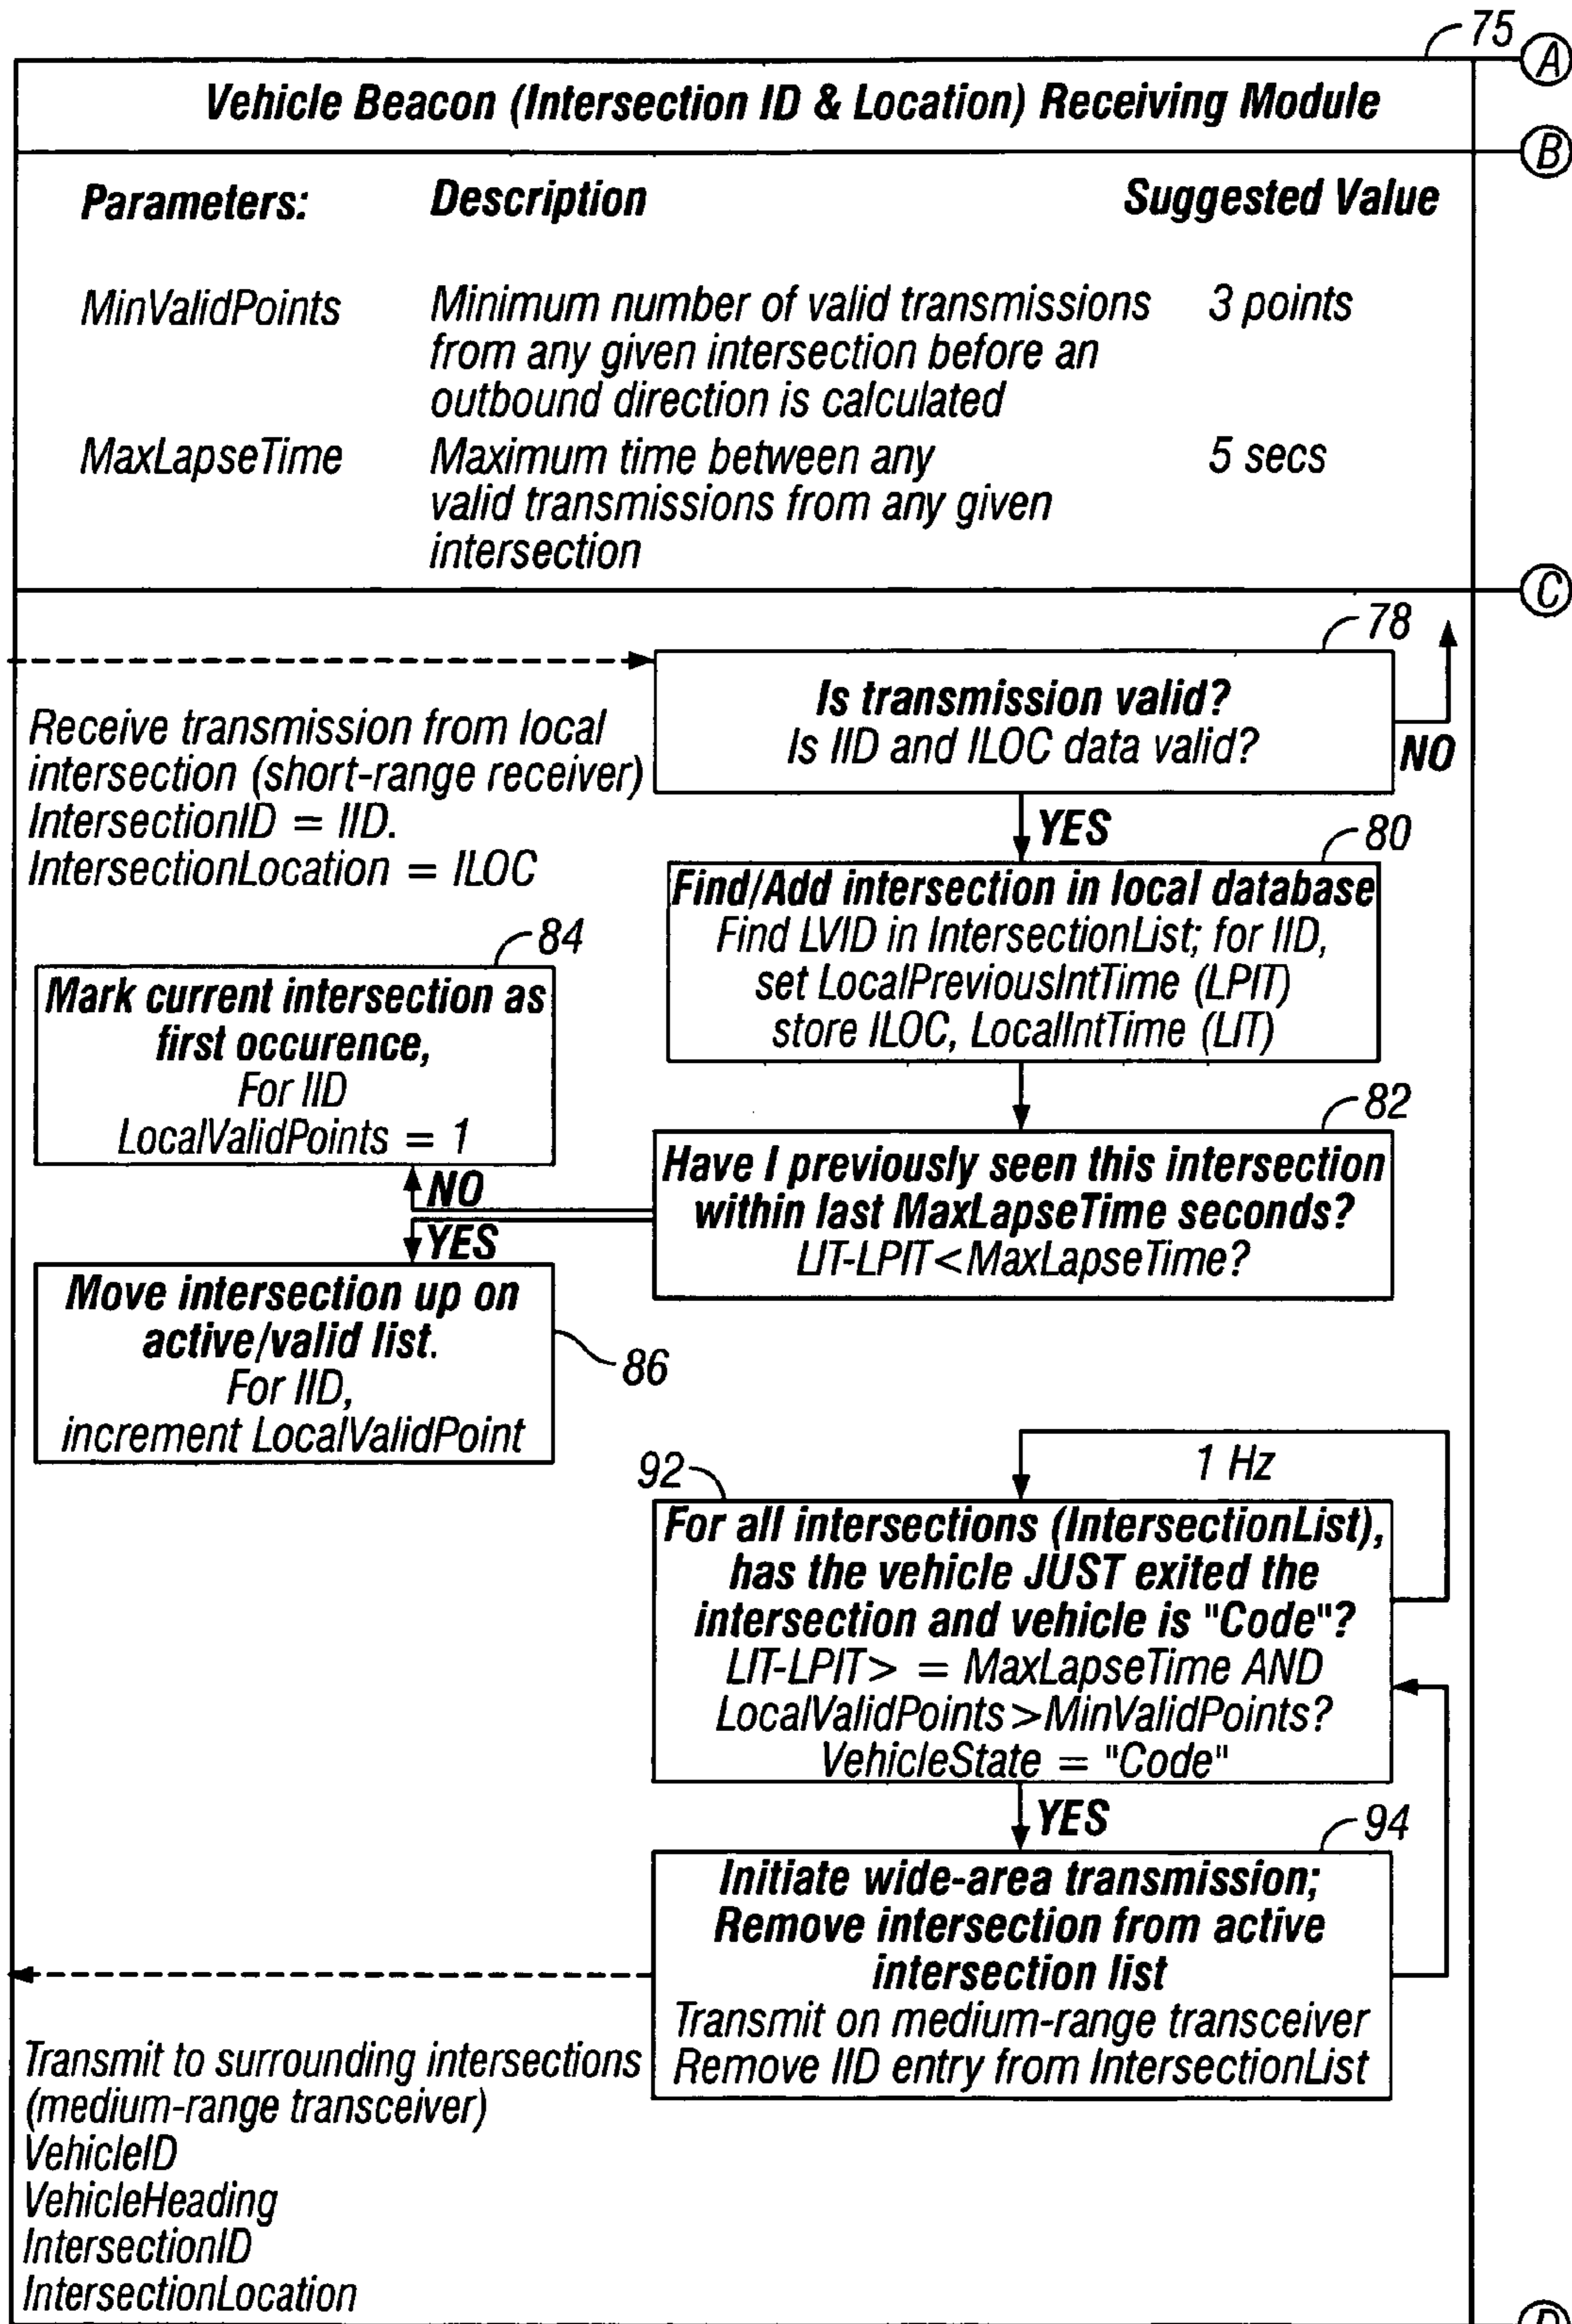 75
A
Vehicle Beacon (Intersection ID & Location) Receiving Module
B
Parameters: Description Suggested Value
MinValidPoints Minimum number of valid transmissions 3 points
from any given intersection before an
outbound direction is calculated
MaxLapseTime Maximum time between any 5 secs
valid transmissions from any given
intersection
C
78
Is transmission valid?
Is IID and ILOC data valid?
NO
Receive transmission from local
intersection (short-range receiver)
IntersectionID = IID.
IntersectionLocation = ILOC
YES
80
Find/Add intersection in local database
Find LVID in IntersectionList; for IID,
set LocalPreviousIntTime (LPIT)
store ILOC, LocalIntTime (LIT)
84
Mark current intersection as
first occurence,
For IID
LocalValidPoints = 1
82
Have I previously seen this intersection
within last MaxLapseTime seconds?
LIT-LPIT<MaxLapseTime?
NO
YES
Move intersection up on
active/valid list.
For IID,
increment LocalValidPoint
86
1 Hz
92
For all intersections (IntersectionList),
has the vehicle JUST exited the
intersection and vehicle is "Code"?
LIT-LPIT> = MaxLapseTime AND
LocalValidPoints>MinValidPoints?
VehicleState = "Code"
YES
94
Initiate wide-area transmission;
Remove intersection from active
intersection list
Transmit on medium-range transceiver
Remove IID entry from IntersectionList
Transmit to surrounding intersections
(medium-range transceiver)
VehicleID
VehicleHeading
IntersectionID
IntersectionLocation